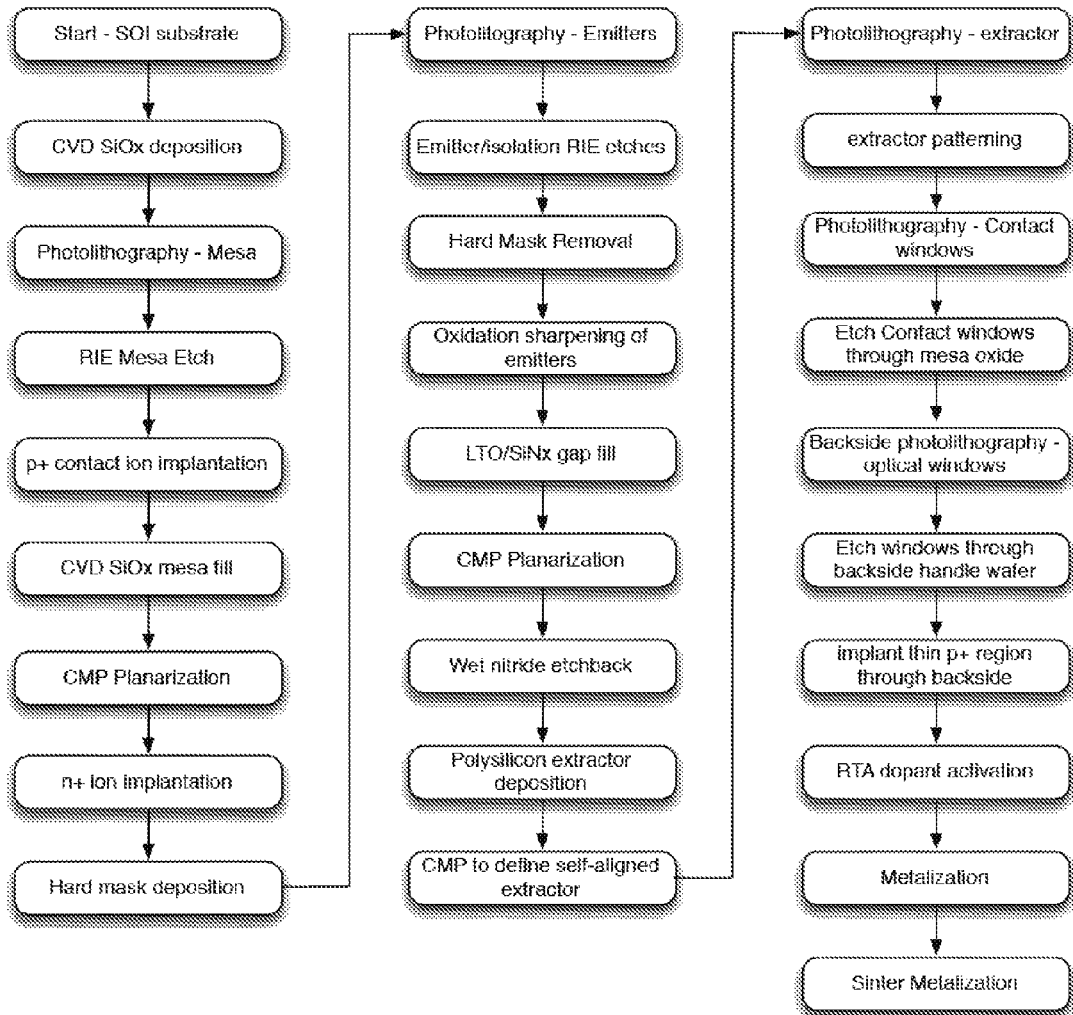 Start - SOI substrate
CVD SiOx deposition
Photolithography - Mesa
RIE Mesa Etch
p+ contact ion implantation
CVD SiOx mesa fill
CMP Planarization
n+ ion implantation
Hard mask deposition
Photolitography - Emitters
Emitter/isolation RIE etches
Hard Mask Removal
Oxidation sharpening of
emitters
LTO/SiNx gap fill
CMP Planarization
Wet nitride etchback
Polysilicon extractor
deposition
CMP to define self-aligned
extractor
Photolithography - extractor
extractor patterning
Photolithography - Contact
windows
Etch Contact windows
through mesa oxide
Backside photolithography -
optical windows
Etch windows through
backside handle wafer
implant thin p+ region
through backside
RTA dopant activation
Metalization
Sinter Metalization